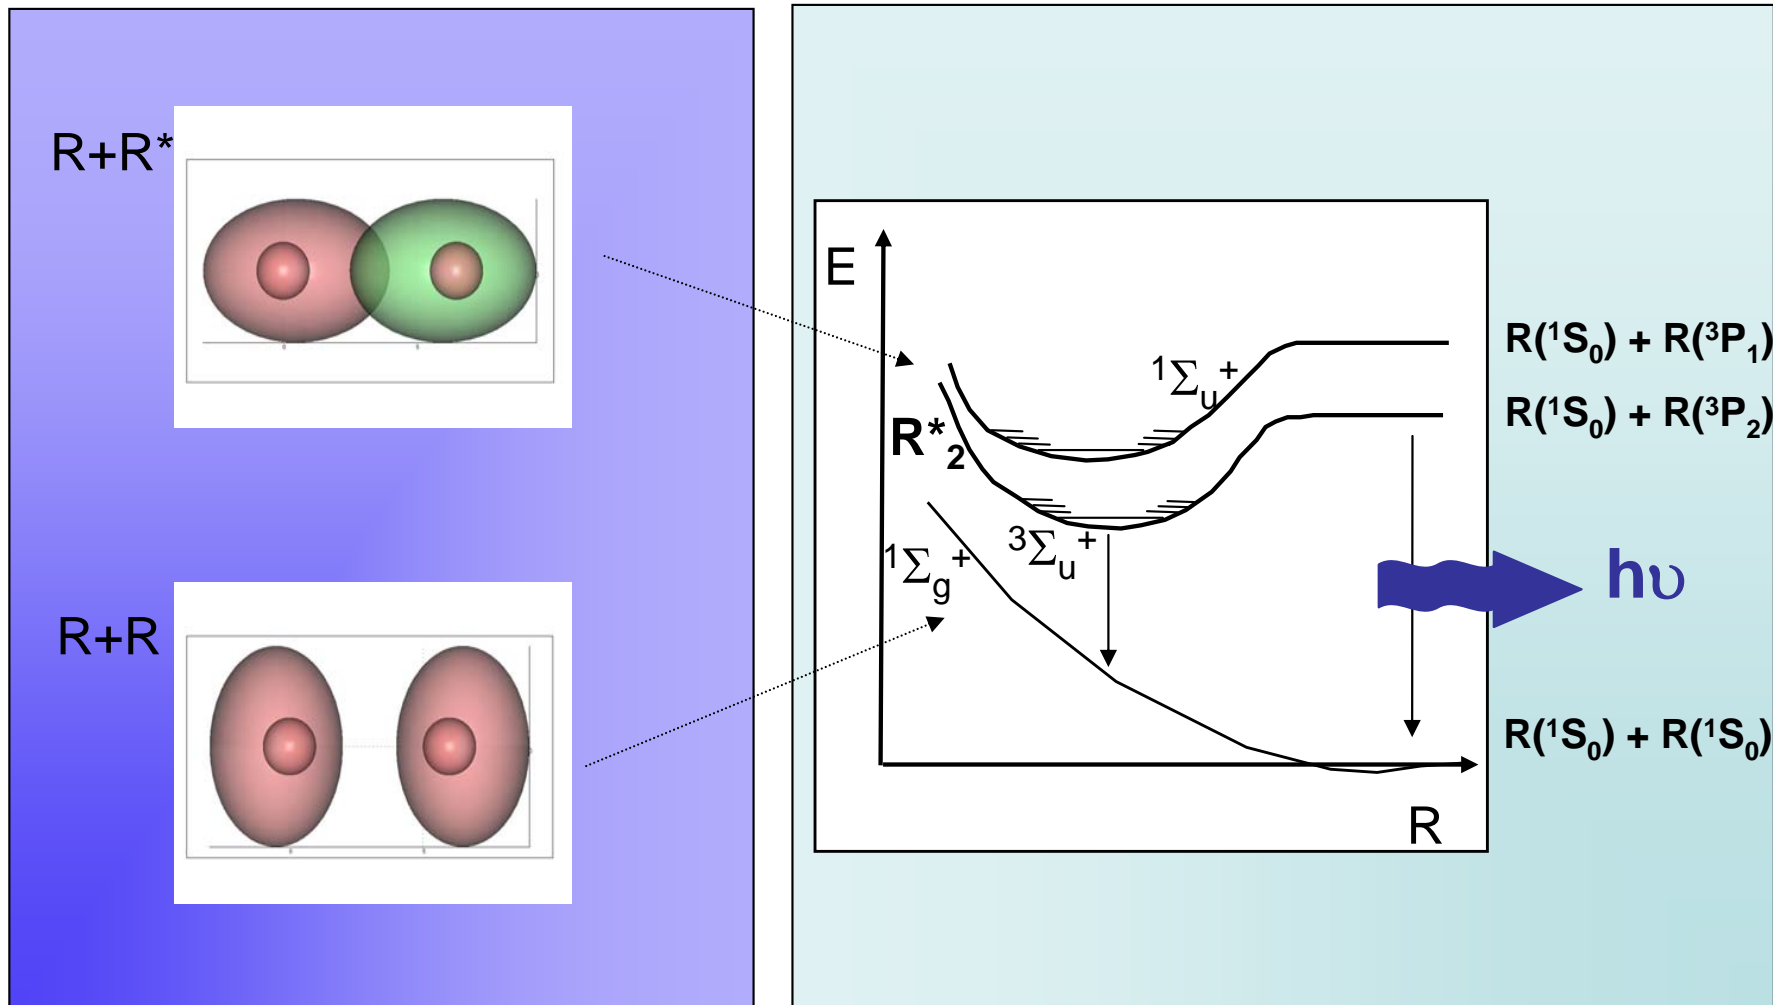 R+R*
R+R
E
¹Σᵤ⁺
R*₂
³Σᵤ⁺
¹Σg⁺
R
R(¹S₀) + R(³P₁)
R(¹S₀) + R(³P₂)
hυ
R(¹S₀) + R(¹S₀)